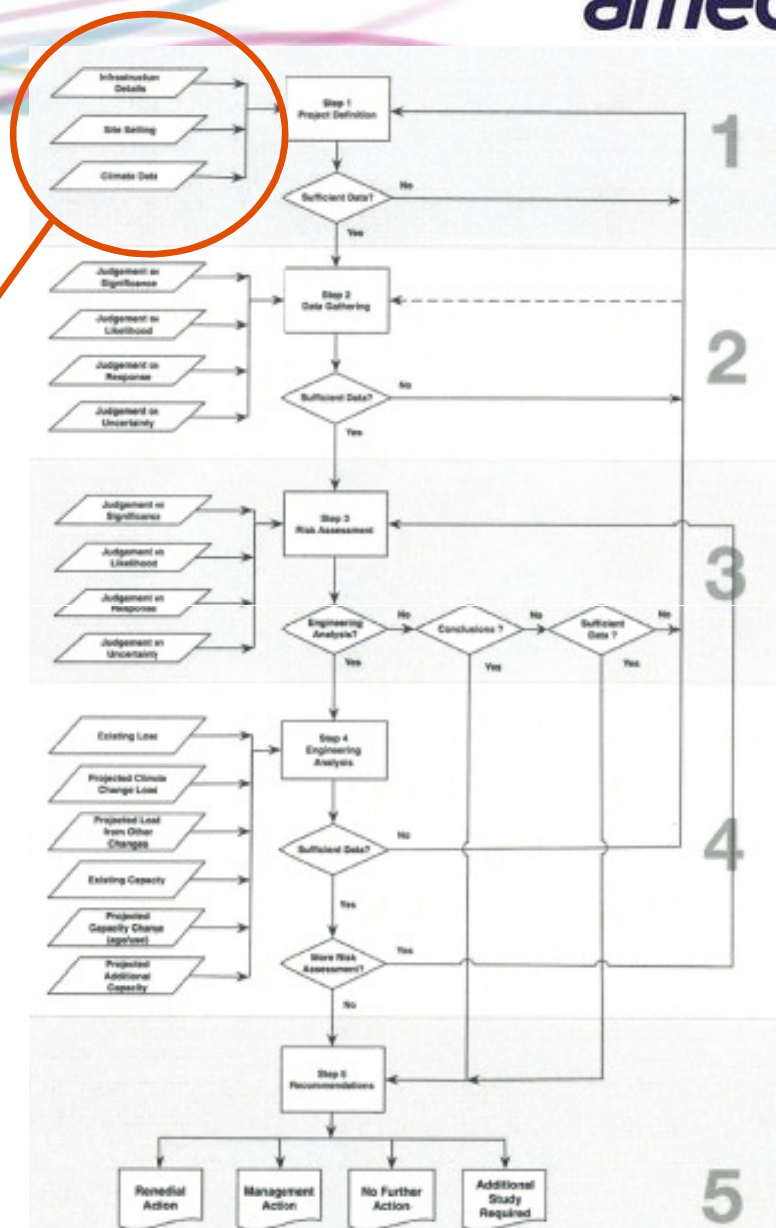 amec
Infrastructure
Details
Site Setting
Climate Data
Step 1
Project Definition
Sufficient Data?
No
Yes
1
Judgement on
Significance
Judgement on
Likelihood
Judgement on
Response
Judgement on
Uncertainty
Step 2
Data Gathering
Sufficient Data?
No
Yes
2
Judgement on
Significance
Judgement on
Likelihood
Judgement on
Response
Judgement on
Uncertainty
Step 3
Risk Assessment
Engineering
Analysis?
No
Conclusions ?
No
Sufficient
Data ?
No
Yes
Yes
Yes
3
Existing Load
Projected Climate
Change Load
Projected Load
from Other
Changes
Existing Capacity
Projected
Capacity Change
(age/use)
Projected
Additional
Capacity
Step 4
Engineering
Analysis
Sufficient Data?
No
Yes
More Risk
Assessment?
Yes
No
4
Step 5
Recommendations
Remedial
Action
Management
Action
No Further
Action
Additional
Study
Required
5